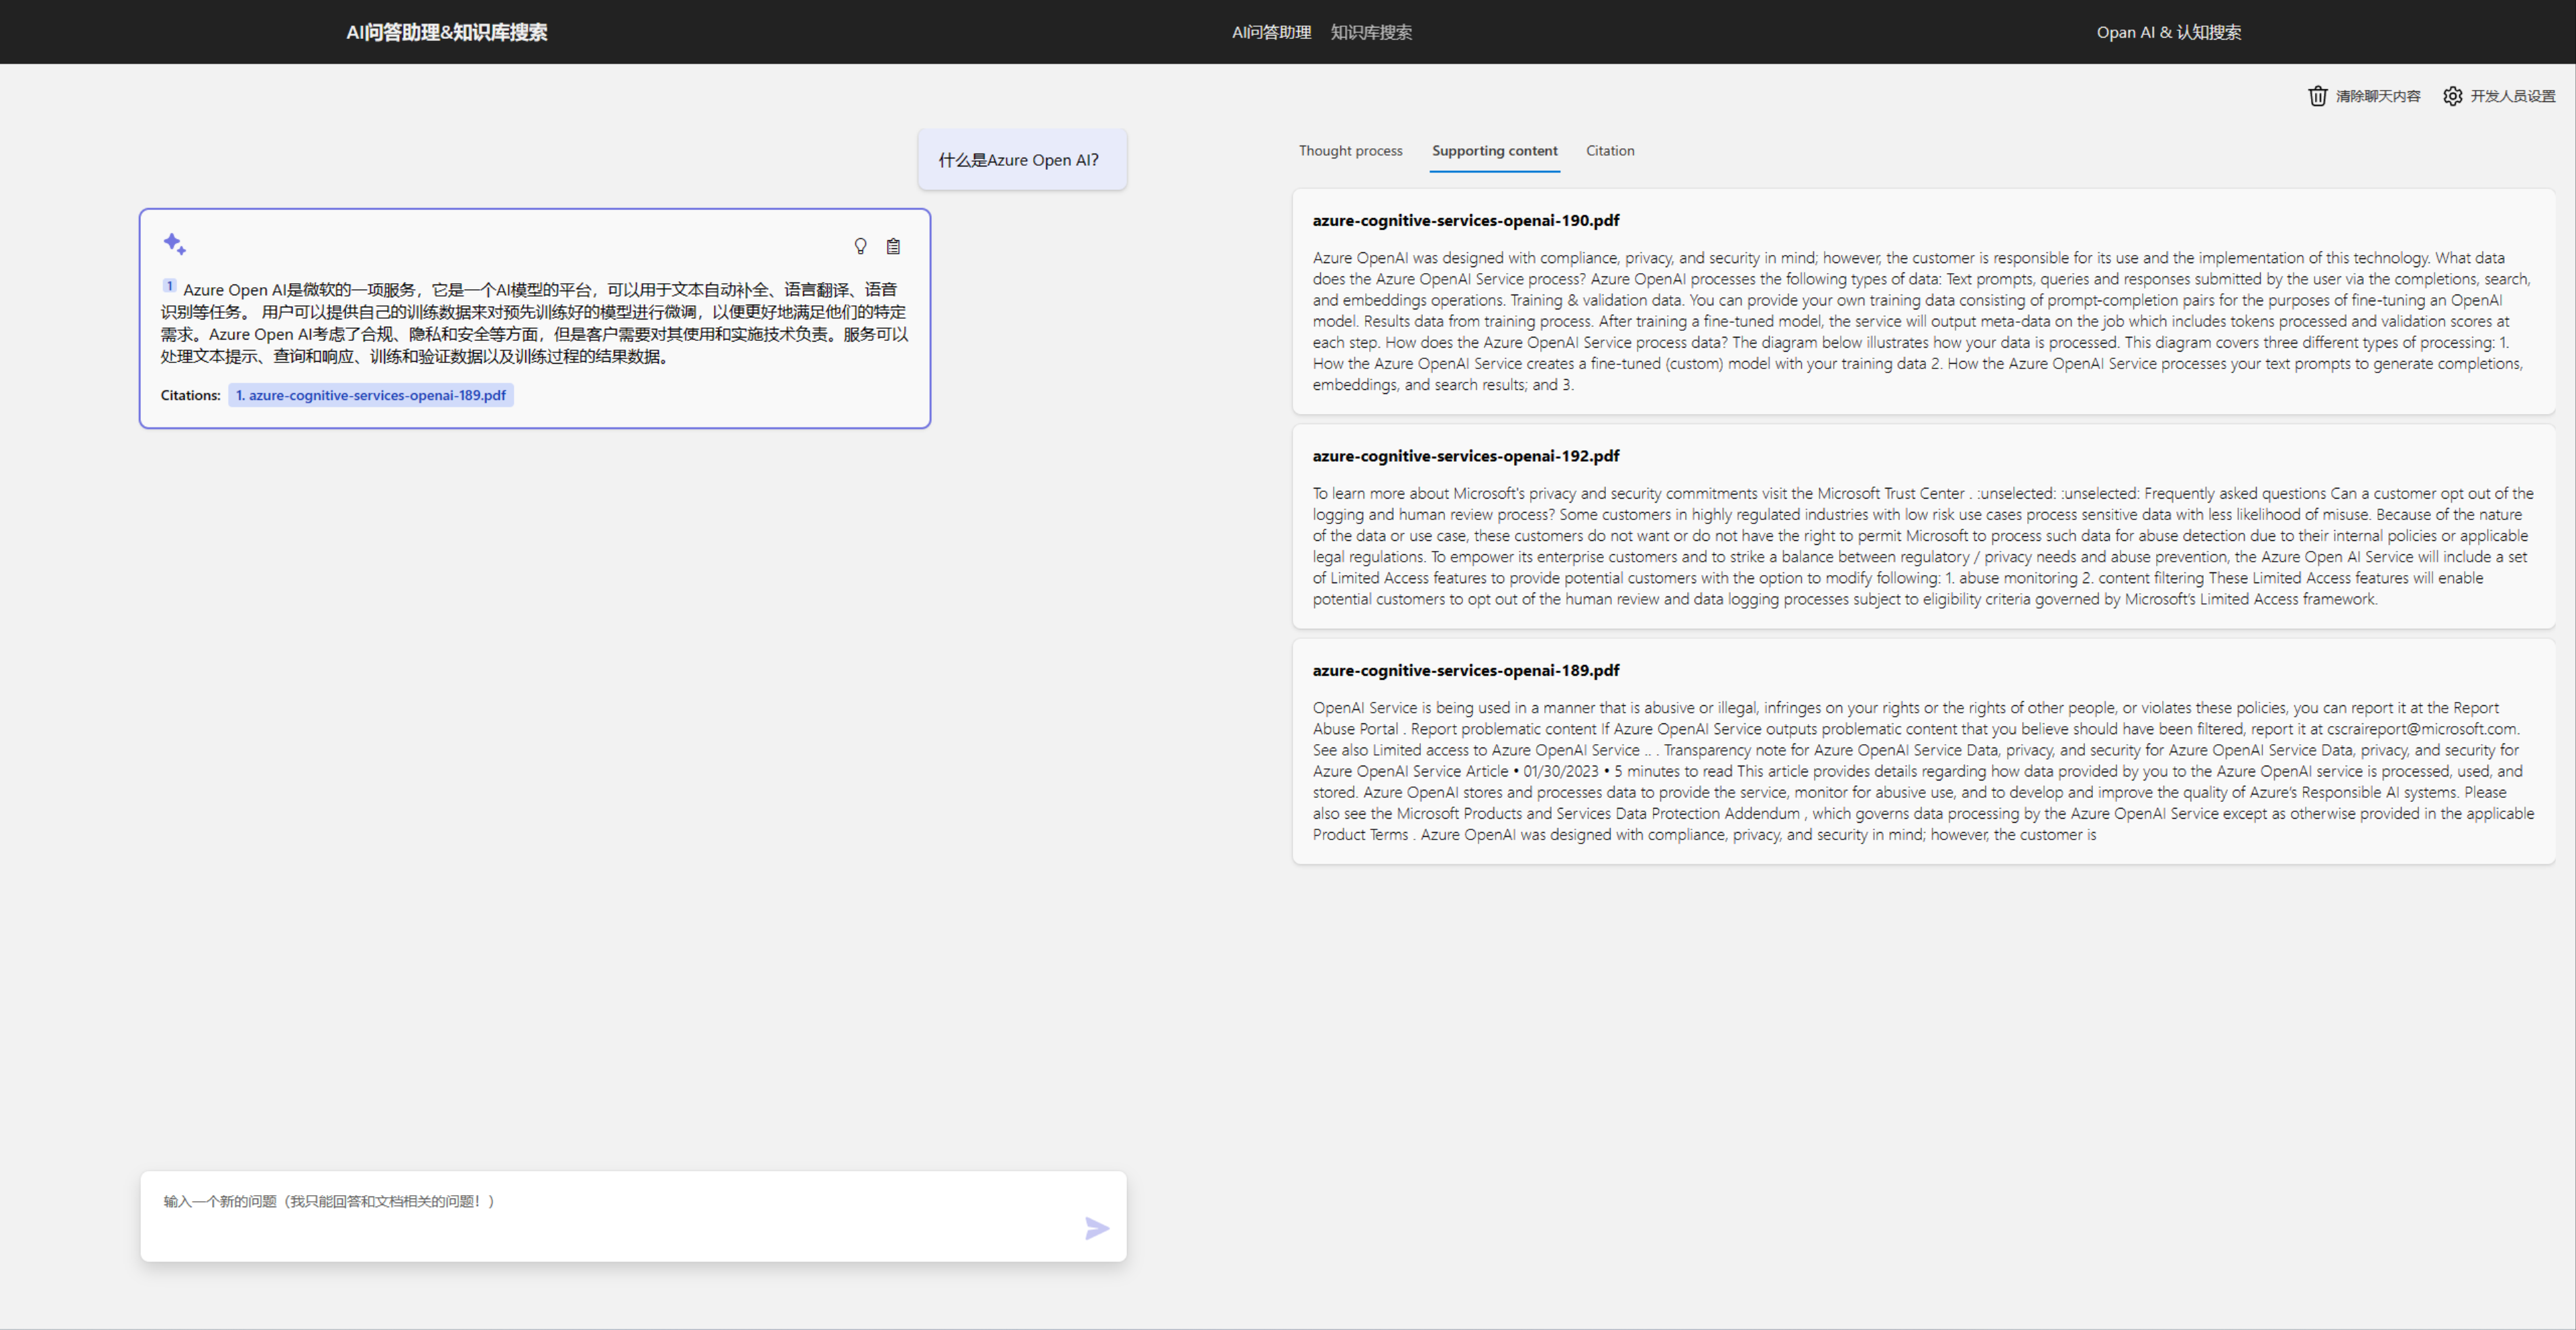 AI问答助理&知识库搜索
AI问答助理
知识库搜索
Opan AI & 认知搜索
清除聊天内容
开发人员设置
什么是Azure Open AI?
1 Azure Open AI是微软的一项服务，它是一个AI模型的平台，可以用于文本自动补全、语言翻译、语音
识别等任务。 用户可以提供自己的训练数据来对预先训练好的模型进行微调，以便更好地满足他们的特定
需求。Azure Open AI考虑了合规、隐私和安全等方面，但是客户需要对其使用和实施技术负责。服务可以
处理文本提示、查询和响应、训练和验证数据以及训练过程的结果数据。
Citations: 1. azure-cognitive-services-openai-189.pdf
输入一个新的问题（我只能回答和文档相关的问题！）
Thought process
Supporting content
Citation
azure-cognitive-services-openai-190.pdf
Azure OpenAI was designed with compliance, privacy, and security in mind; however, the customer is responsible for its use and the implementation of this technology. What data
does the Azure OpenAI Service process? Azure OpenAI processes the following types of data: Text prompts, queries and responses submitted by the user via the completions, search,
and embeddings operations. Training & validation data. You can provide your own training data consisting of prompt-completion pairs for the purposes of fine-tuning an OpenAI
model. Results data from training process. After training a fine-tuned model, the service will output meta-data on the job which includes tokens processed and validation scores at
each step. How does the Azure OpenAI Service process data? The diagram below illustrates how your data is processed. This diagram covers three different types of processing: 1.
How the Azure OpenAI Service creates a fine-tuned (custom) model with your training data 2. How the Azure OpenAI Service processes your text prompts to generate completions,
embeddings, and search results; and 3.
azure-cognitive-services-openai-192.pdf
To learn more about Microsoft's privacy and security commitments visit the Microsoft Trust Center . :unselected: :unselected: Frequently asked questions Can a customer opt out of the
logging and human review process? Some customers in highly regulated industries with low risk use cases process sensitive data with less likelihood of misuse. Because of the nature
of the data or use case, these customers do not want or do not have the right to permit Microsoft to process such data for abuse detection due to their internal policies or applicable
legal regulations. To empower its enterprise customers and to strike a balance between regulatory / privacy needs and abuse prevention, the Azure Open AI Service will include a set
of Limited Access features to provide potential customers with the option to modify following: 1. abuse monitoring 2. content filtering These Limited Access features will enable
potential customers to opt out of the human review and data logging processes subject to eligibility criteria governed by Microsoft's Limited Access framework.
azure-cognitive-services-openai-189.pdf
OpenAI Service is being used in a manner that is abusive or illegal, infringes on your rights or the rights of other people, or violates these policies, you can report it at the Report
Abuse Portal . Report problematic content If Azure OpenAI Service outputs problematic content that you believe should have been filtered, report it at cscraireport@microsoft.com.
See also Limited access to Azure OpenAI Service .. . Transparency note for Azure OpenAI Service Data, privacy, and security for Azure OpenAI Service Data, privacy, and security for
Azure OpenAI Service Article • 01/30/2023 • 5 minutes to read This article provides details regarding how data provided by you to the Azure OpenAI service is processed, used, and
stored. Azure OpenAI stores and processes data to provide the service, monitor for abusive use, and to develop and improve the quality of Azure's Responsible AI systems. Please
also see the Microsoft Products and Services Data Protection Addendum , which governs data processing by the Azure OpenAI Service except as otherwise provided in the applicable
Product Terms . Azure OpenAI was designed with compliance, privacy, and security in mind; however, the customer is